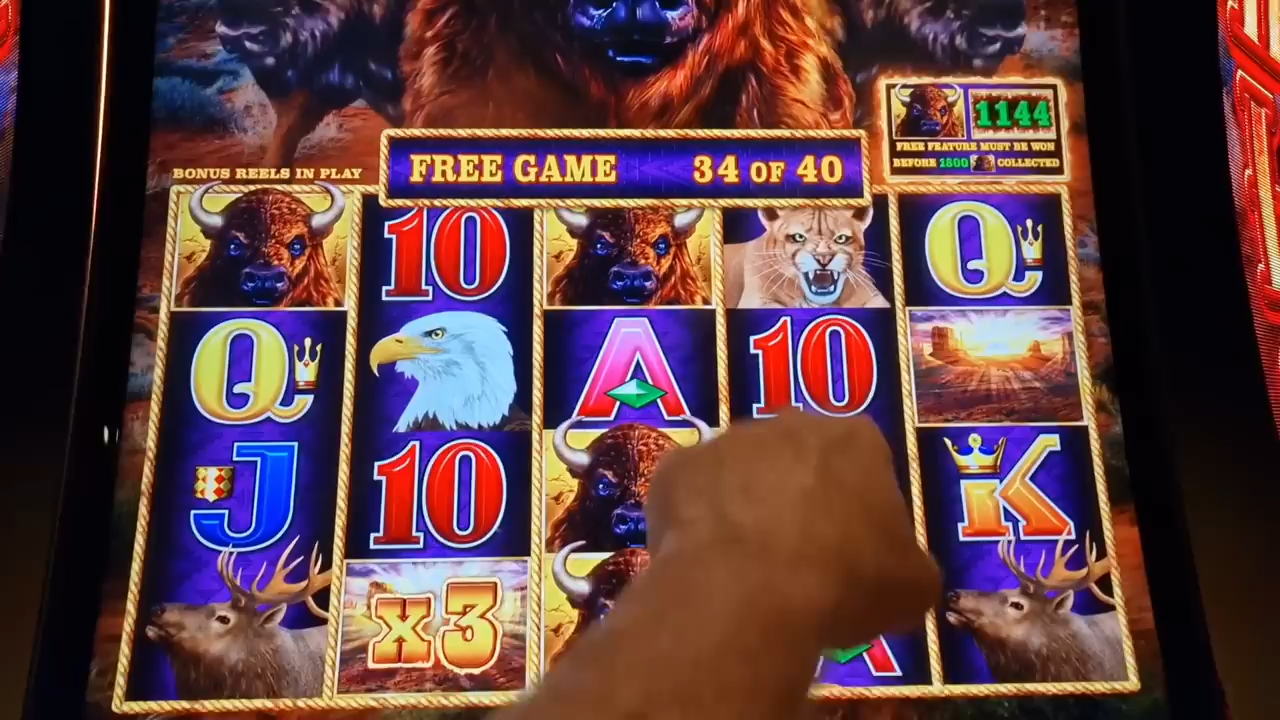 1144
FREE FEATURE MUST BE WON
BEFORE 1800 COLLECTED
FREE GAME 34 OF 40
BONUS REELS IN PLAY
10
Q
Q
A
10
J
10
K
X3
A